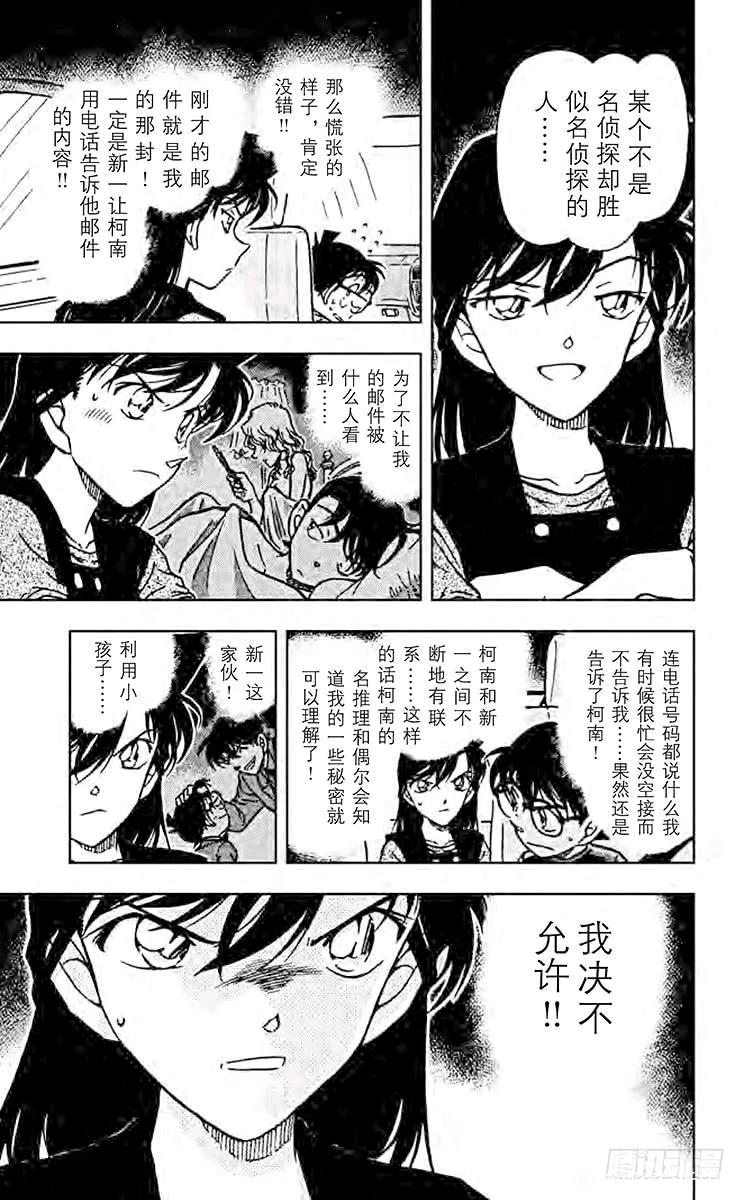 某个不是
名侦探却胜
似名侦探的
人……
那么慌张的
样子，肯定
没错!!
刚才的邮
件就是我
的那封！
一定是新一让柯南
用电话告诉他邮件
的内容!!
为了不让我
的邮件被
什么人看
到……
连电话号码都说什么我
有时候很忙会没空接而
不告诉我……果然还是
告诉了柯南！
柯南和新
一之间不
断地有联
系……这样
的话柯南的
名推理和偶尔会知
道我的一些秘密就
可以理解了！
新一这
家伙！
利用小
孩子……
我决不
允许!!
腾讯动漫